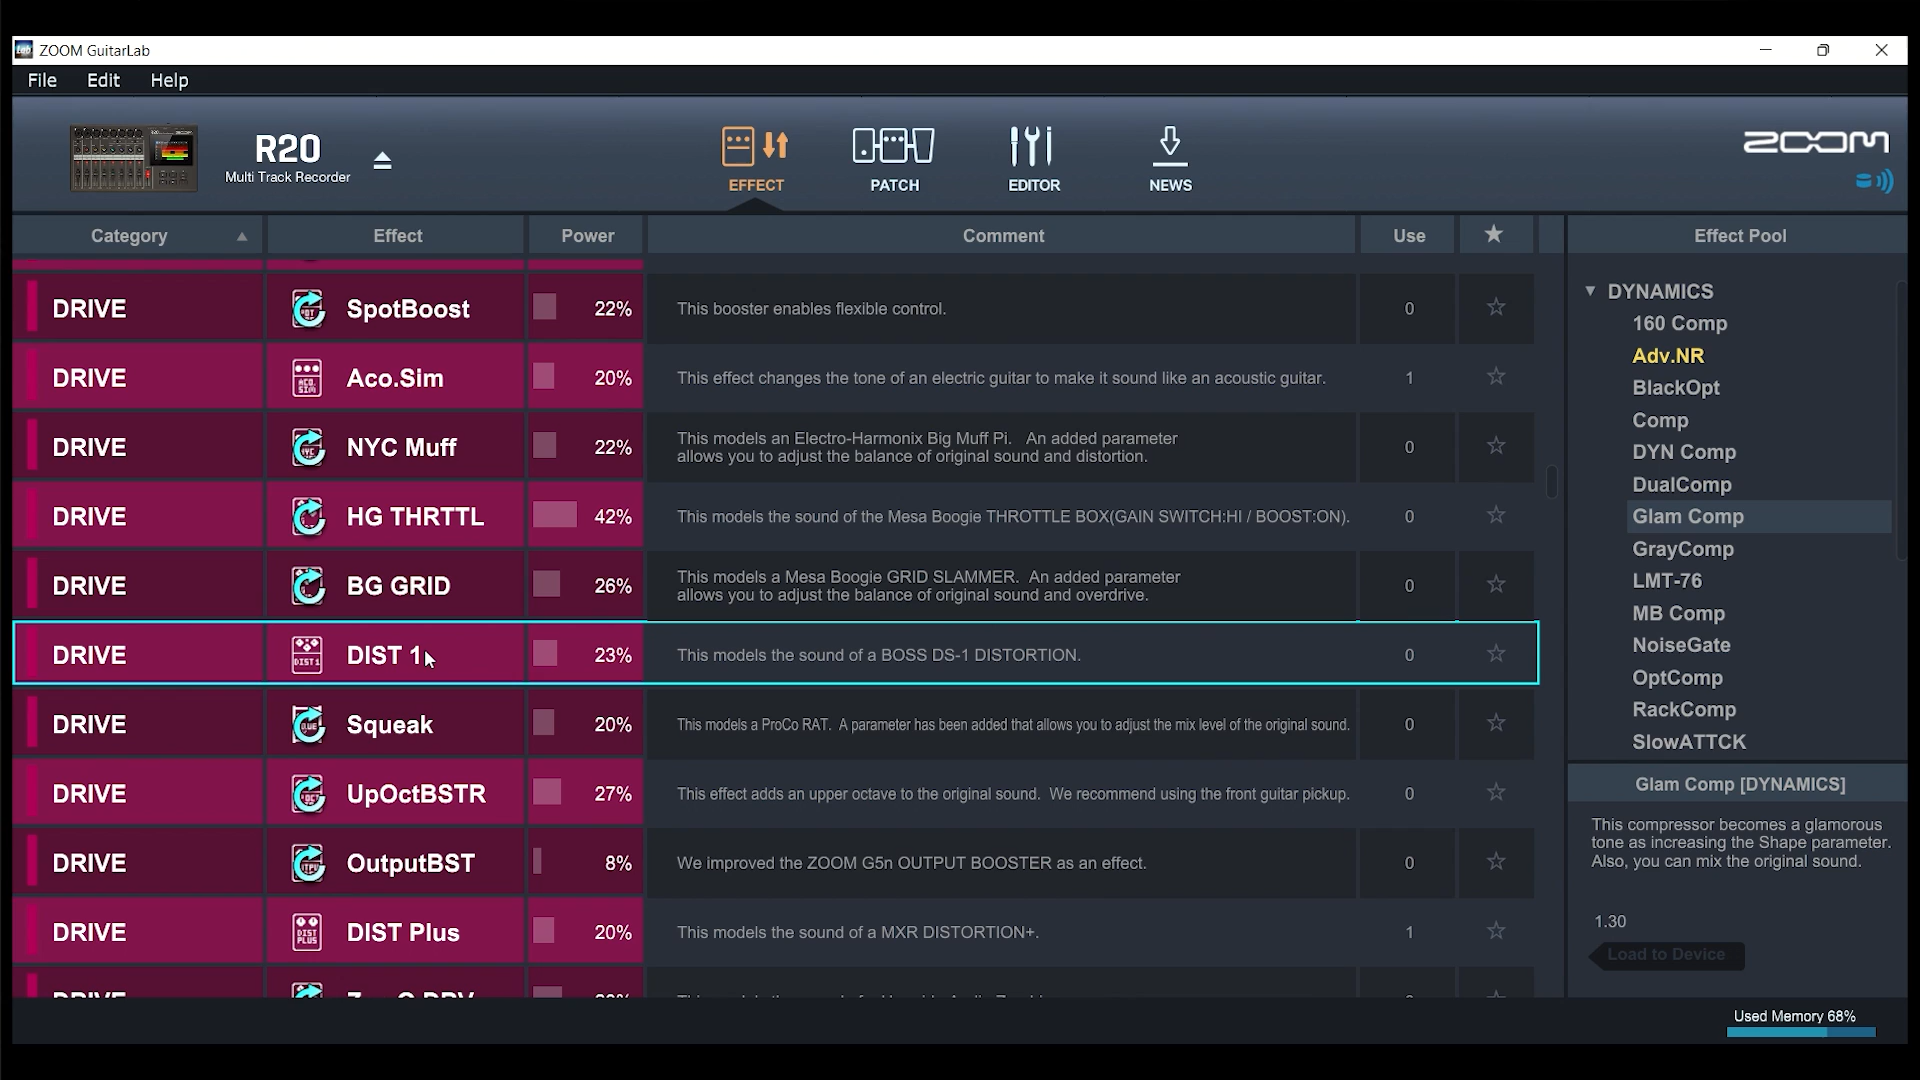 ZOOM GuitarLab
File Edit Help
R20
Multi Track Recorder
EFFECT PATCH EDITOR NEWS
ZOOM
Category Effect Power Comment Use ★ Effect Pool
DRIVE SpotBoost 22% This booster enables flexible control. 0
DRIVE Aco.Sim 20% This effect changes the tone of an electric guitar to make it sound like an acoustic guitar. 1
DRIVE NYC Muff 22% This models an Electro-Harmonix Big Muff Pi. An added parameter
allows you to adjust the balance of original sound and distortion. 0
DRIVE HG THRTTL 42% This models the sound of the Mesa Boogie THROTTLE BOX(GAIN SWITCH:HI / BOOST:ON). 0
DRIVE BG GRID 26% This models a Mesa Boogie GRID SLAMMER. An added parameter
allows you to adjust the balance of original sound and overdrive. 0
DRIVE DIST 1 23% This models the sound of a BOSS DS-1 DISTORTION. 0
DRIVE Squeak 20% This models a ProCo RAT. A parameter has been added that allows you to adjust the mix level of the original sound. 0
DRIVE UpOctBSTR 27% This effect adds an upper octave to the original sound. We recommend using the front guitar pickup. 0
DRIVE OutputBST 8% We improved the ZOOM G5n OUTPUT BOOSTER as an effect. 0
DRIVE DIST Plus 20% This models the sound of a MXR DISTORTION+. 1
DYNAMICS
160 Comp
Adv.NR
BlackOpt
Comp
DYN Comp
DualComp
Glam Comp
GrayComp
LMT-76
MB Comp
NoiseGate
OptComp
RackComp
SlowATTCK
Glam Comp [DYNAMICS]
This compressor becomes a glamorous
tone as increasing the Shape parameter.
Also, you can mix the original sound.
1.30
Load to Device
Used Memory 68%